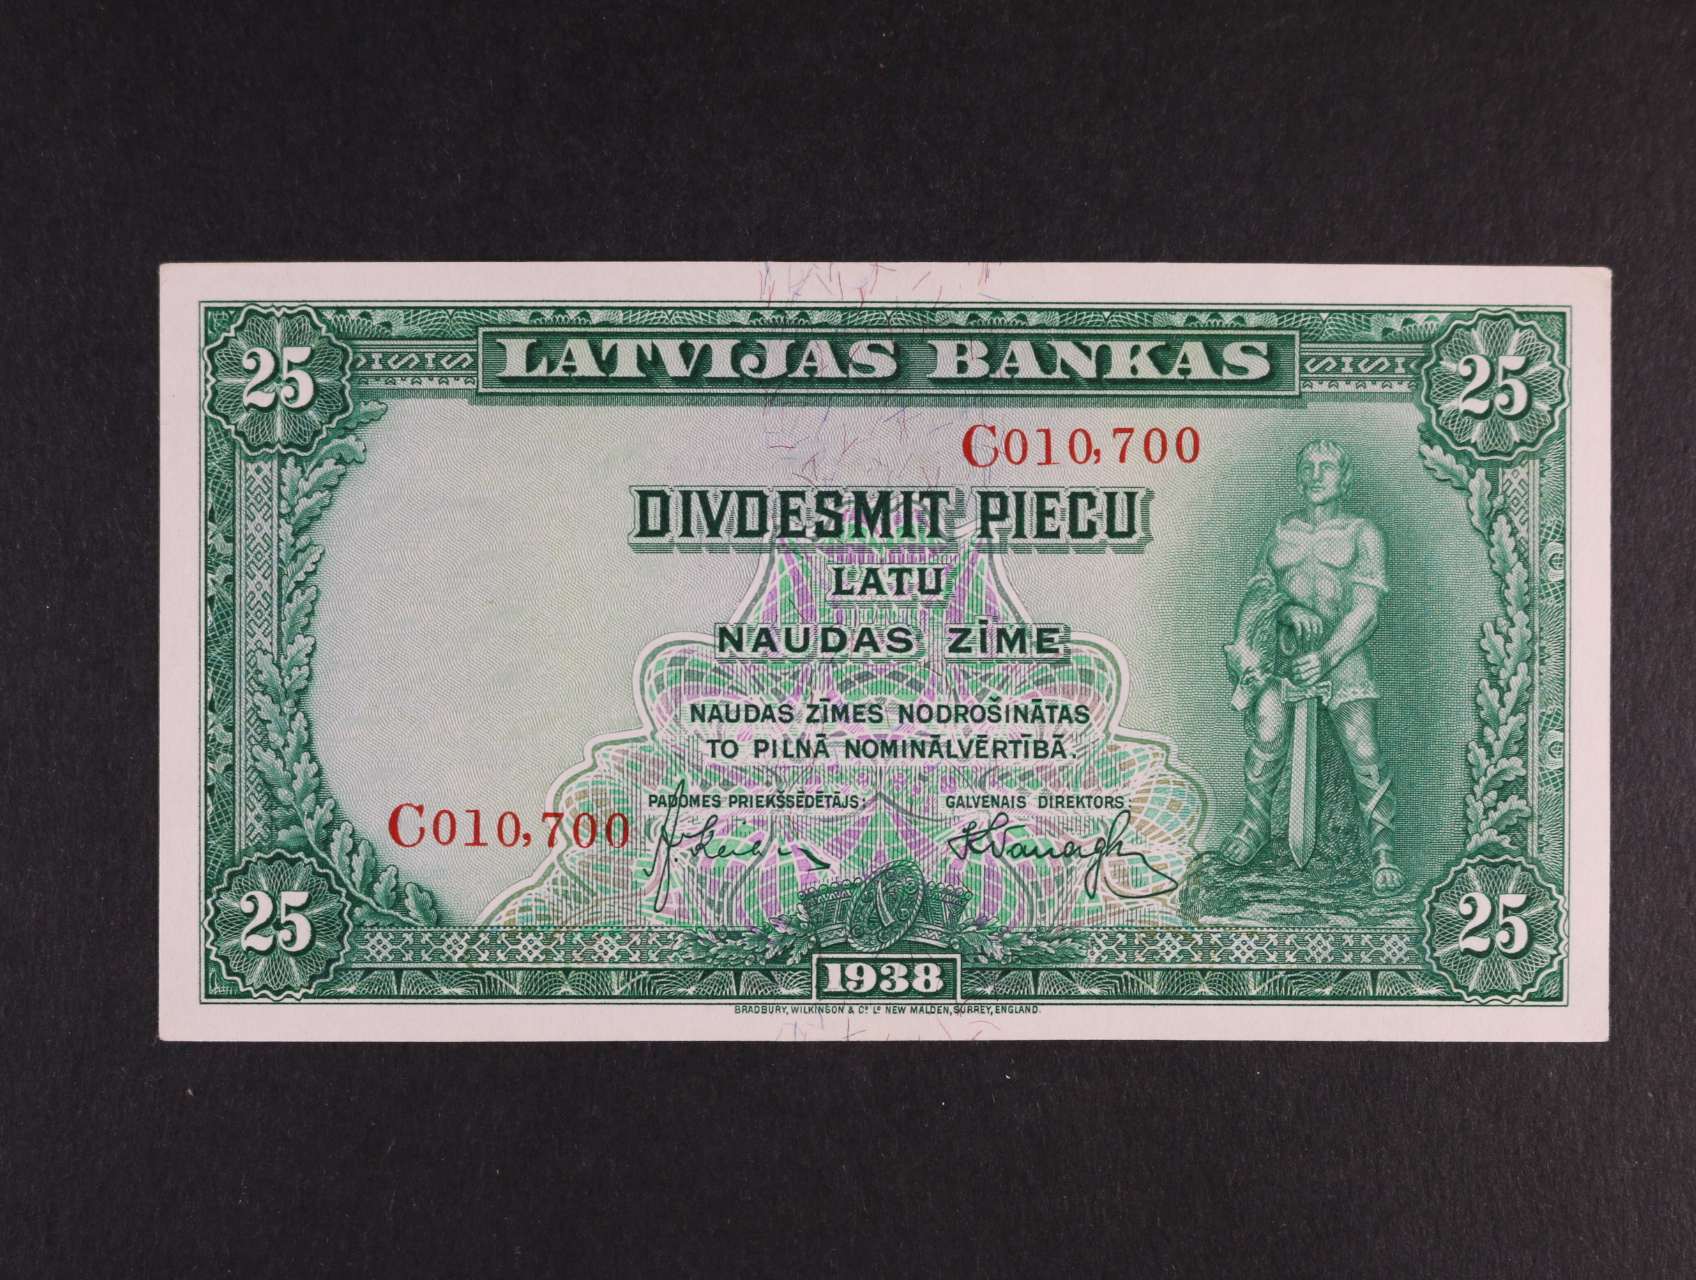 25 LATVIJAS BANKAS 25
C010,700
DIVDESMIT PIECU
LATU
NAUDAS ZĪME
NAUDAS ZĪMES NODROŠINĀTAS
TO PILNĀ NOMINĀLVĒRTĪBĀ.
PADOMES PRIEKŠSĒDĒTĀJS: GALVENAIS DIREKTORS:
C010,700
25 25
1938
BRADBURY, WILKINSON & Cº Lᴰ NEW MALDEN, SURREY, ENGLAND.